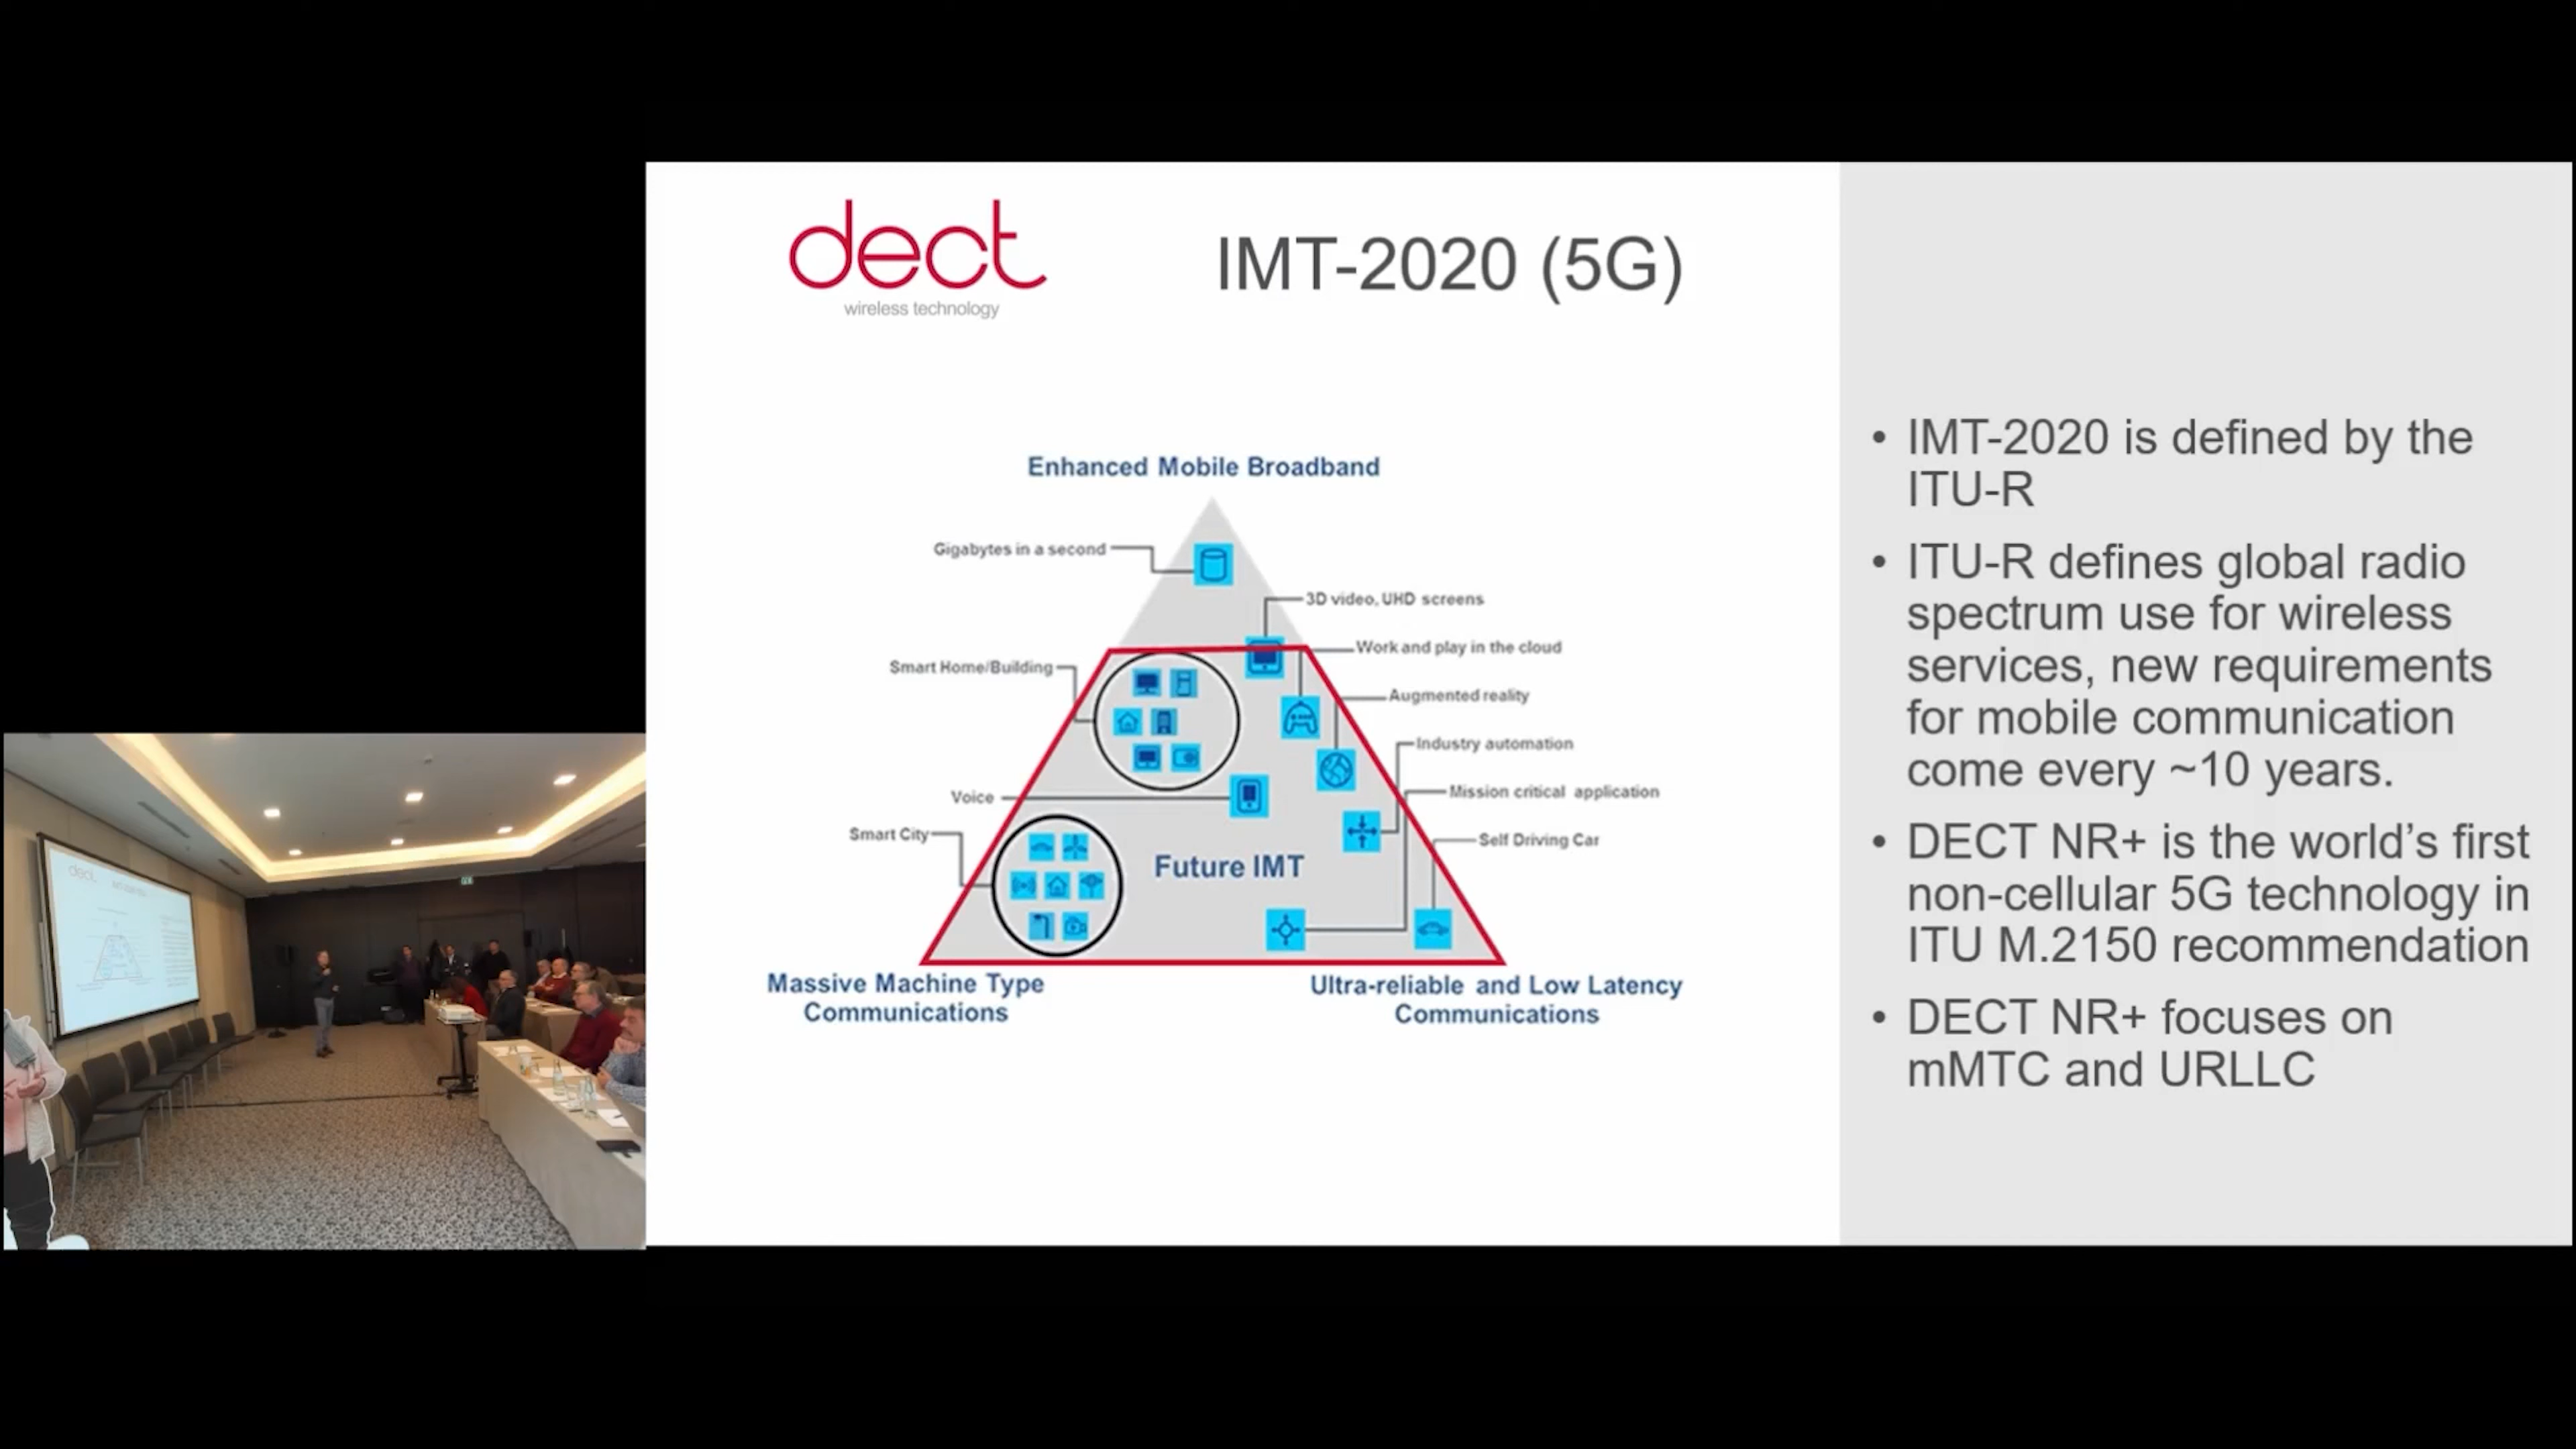 dect
wireless technology
IMT-2020 (5G)
Enhanced Mobile Broadband
Gigabytes in a second
3D video, UHD screens
Work and play in the cloud
Smart Home/Building
Augmented reality
Industry automation
Mission critical application
Voice
Smart City
Self Driving Car
Future IMT
Massive Machine Type
Communications
Ultra-reliable and Low Latency
Communications
• IMT-2020 is defined by the
ITU-R
• ITU-R defines global radio
spectrum use for wireless
services, new requirements
for mobile communication
come every ~10 years.
• DECT NR+ is the world’s first
non-cellular 5G technology in
ITU M.2150 recommendation
• DECT NR+ focuses on
mMTC and URLLC
dect